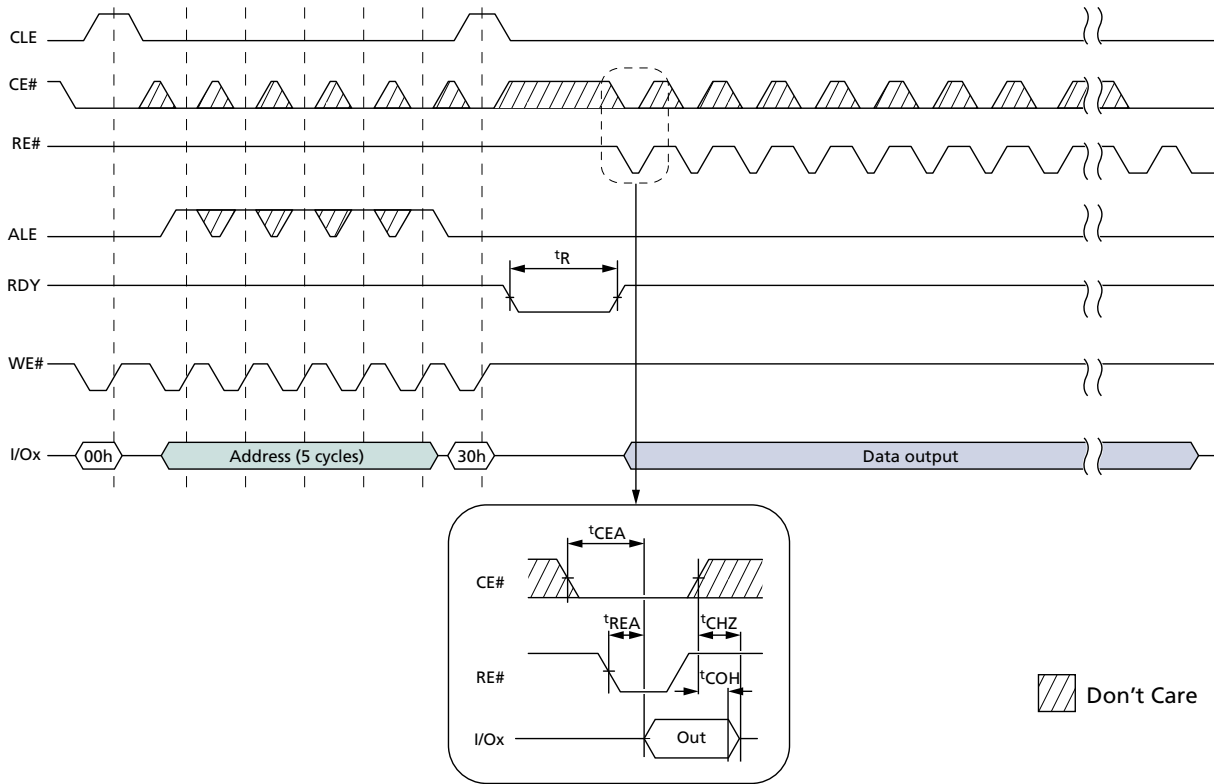 CLE
CE#
RE#
ALE
tR
RDY
WE#
I/Ox
00h
Address (5 cycles)
30h
Data output
tCEA
CE#
tREA
tCHZ
RE#
tCOH
I/Ox
Out
Don't Care